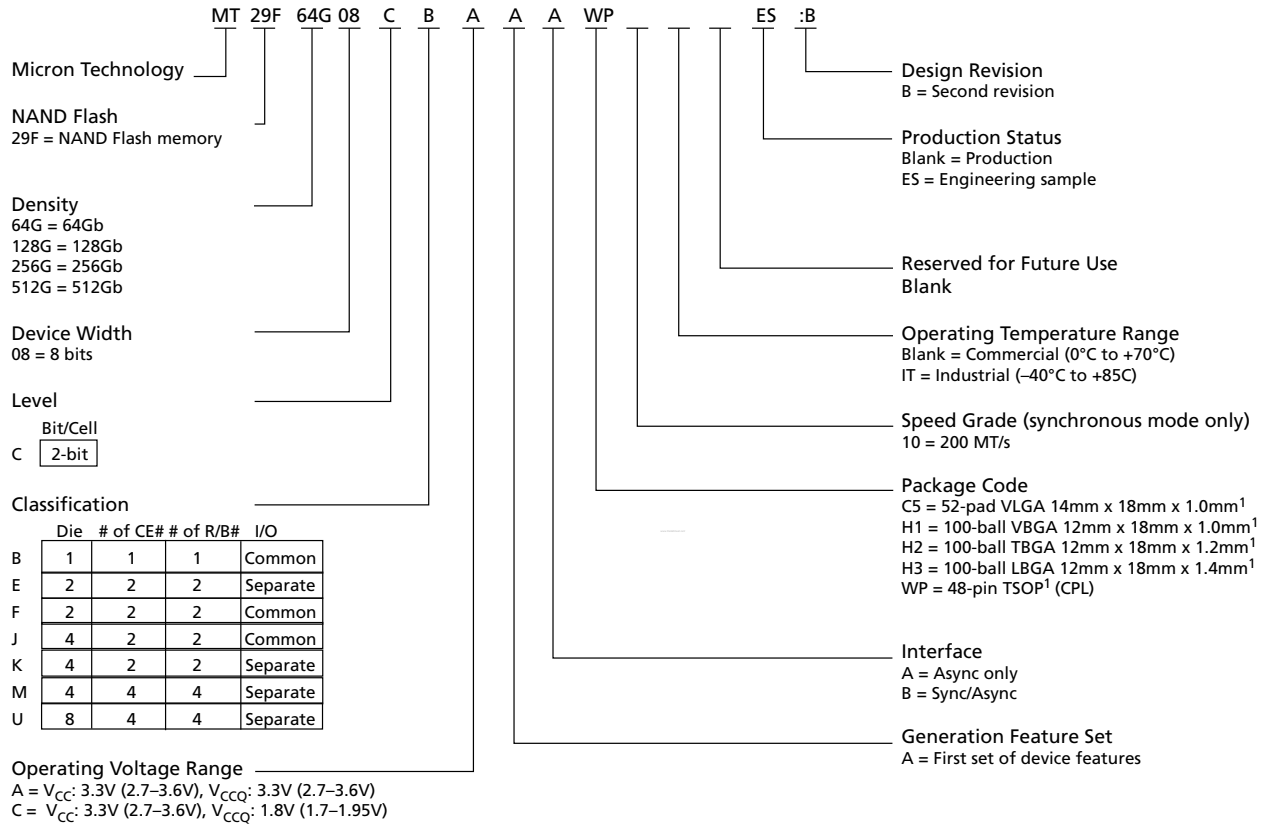 MT 29F 64G 08 C B A A A WP ES :B
Micron Technology
NAND Flash
29F = NAND Flash memory
Density
64G = 64Gb
128G = 128Gb
256G = 256Gb
512G = 512Gb
Device Width
08 = 8 bits
Level
Bit/Cell
C 2-bit
Classification
Die # of CE# # of R/B# I/O
B 1 1 1 Common
E 2 2 2 Separate
F 2 2 2 Common
J 4 2 2 Common
K 4 2 2 Separate
M 4 4 4 Separate
U 8 4 4 Separate
Operating Voltage Range
A = VCC: 3.3V (2.7–3.6V), VCCQ: 3.3V (2.7–3.6V)
C = VCC: 3.3V (2.7–3.6V), VCCQ: 1.8V (1.7–1.95V)
Design Revision
B = Second revision
Production Status
Blank = Production
ES = Engineering sample
Reserved for Future Use
Blank
Operating Temperature Range
Blank = Commercial (0°C to +70°C)
IT = Industrial (–40°C to +85C)
Speed Grade (synchronous mode only)
10 = 200 MT/s
Package Code
C5 = 52-pad VLGA 14mm x 18mm x 1.0mm1
H1 = 100-ball VBGA 12mm x 18mm x 1.0mm1
H2 = 100-ball TBGA 12mm x 18mm x 1.2mm1
H3 = 100-ball LBGA 12mm x 18mm x 1.4mm1
WP = 48-pin TSOP1 (CPL)
Interface
A = Async only
B = Sync/Async
Generation Feature Set
A = First set of device features